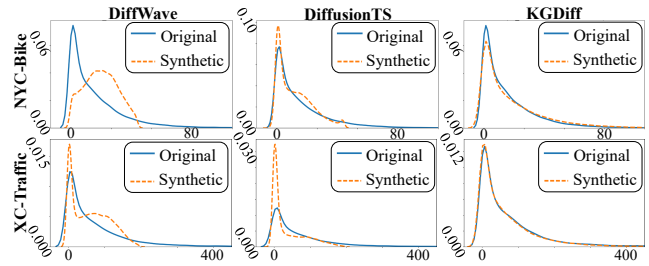 DiffWave DiffusionTS KGDiff
NYC-Bike
0.06
0.00
0 80
Original
Synthetic
0.10
0.00
0 80
Original
Synthetic
0.06
0.00
0 80
Original
Synthetic
XC-Traffic
0.015
0.000
0 400
Original
Synthetic
0.030
0.000
0 400
Original
Synthetic
0.012
0.000
0 400
Original
Synthetic